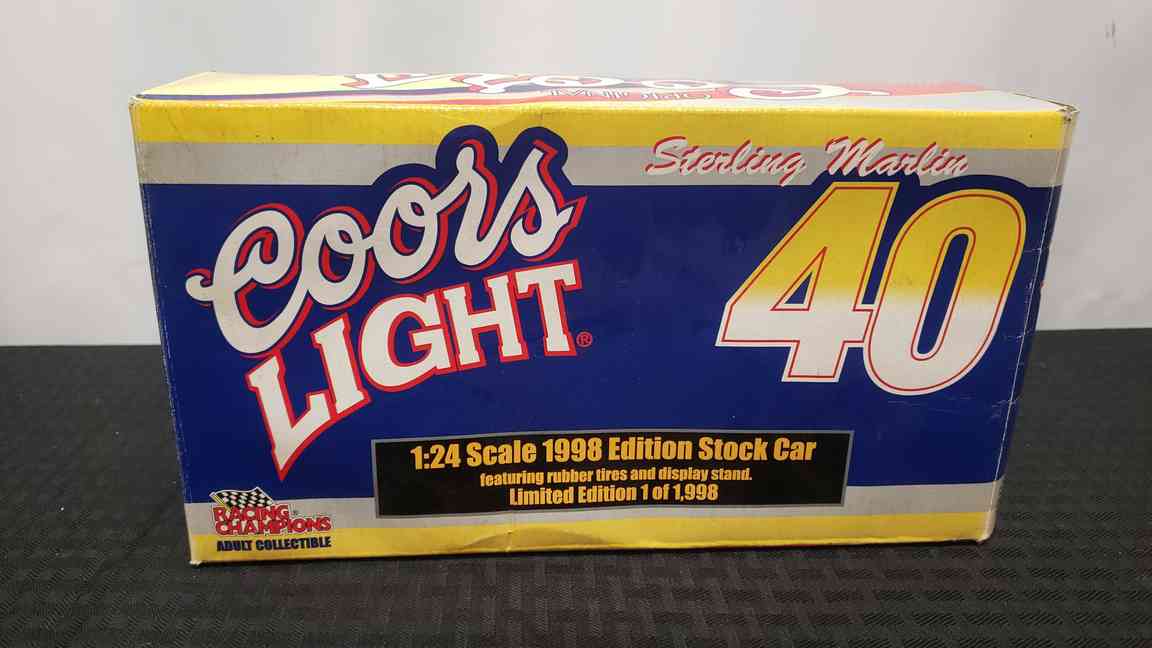 Coors
LIGHT®
Sterling Marlin
40
1:24 Scale 1998 Edition Stock Car
featuring rubber tires and display stand.
Limited Edition 1 of 1,998
RACING®
CHAMPIONS
ADULT COLLECTIBLE